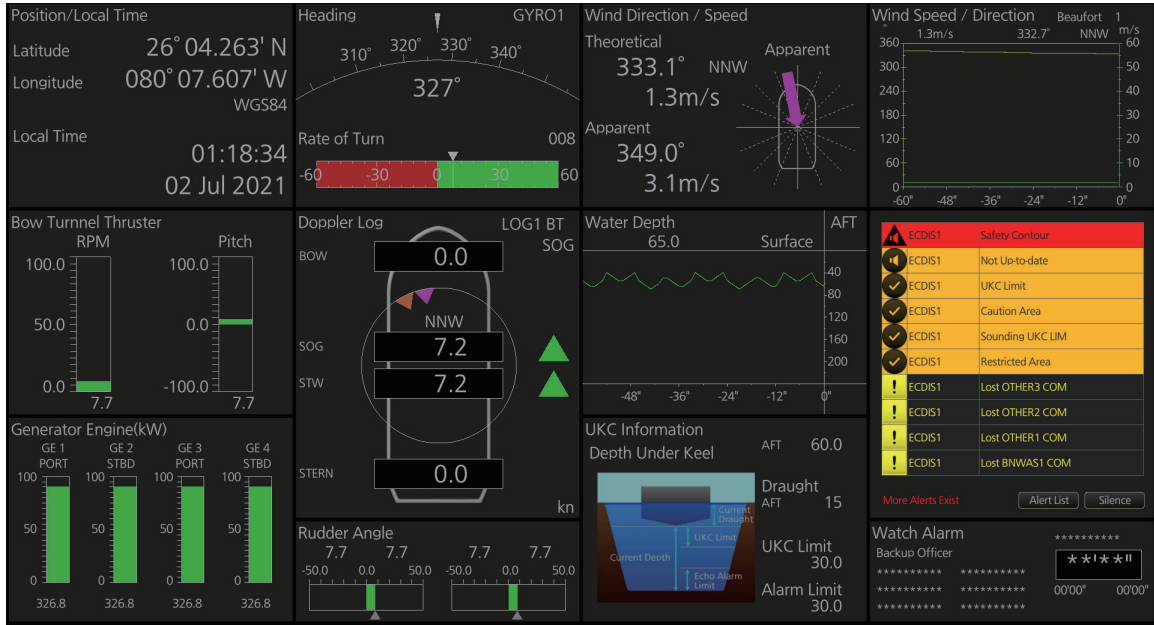 Position/Local Time
Latitude 26° 04.263' N
Longitude 080° 07.607' W
WGS84
Local Time
01:18:34
02 Jul 2021
Heading GYRO1
310° 320° 330° 340°
327°
Rate of Turn 008
-60 -30 0 30 60
Wind Direction / Speed
Theoretical
333.1° NNW
1.3m/s
Apparent
Apparent
349.0°
3.1m/s
Wind Speed / Direction Beaufort 1
° 1.3m/s 332.7° NNW m/s
360 60
300 50
240 40
180 30
120 20
60 10
0 0
-60" -48" -36" -24" -12" 0"
Bow Turnnel Thruster
RPM Pitch
100.0 100.0
50.0 0.0
0.0 -100.0
7.7 7.7
Doppler Log LOG1 BT
SOG
BOW 0.0
NNW
SOG 7.2
STW 7.2
STERN 0.0
kn
Water Depth AFT
65.0 Surface
40
80
120
160
200
-48" -36" -24" -12" 0"
ECDIS1 Safety Contour
ECDIS1 Not Up-to-date
ECDIS1 UKC Limit
ECDIS1 Caution Area
ECDIS1 Sounding UKC LIM
ECDIS1 Restricted Area
! ECDIS1 Lost OTHER3 COM
! ECDIS1 Lost OTHER2 COM
! ECDIS1 Lost OTHER1 COM
! ECDIS1 Lost BNWAS1 COM
More Alerts Exist Alert List Silence
Generator Engine(kW)
GE 1 GE 2 GE 3 GE 4
PORT STBD PORT STBD
100 100 100 100
50 50 50 50
0 0 0 0
326.8 326.8 326.8 326.8
Rudder Angle
7.7 7.7 7.7 7.7
-50.0 0.0 50.0 -50.0 0.0 50.0
UKC Information
Depth Under Keel AFT 60.0
Draught
AFT 15
UKC Limit
30.0
Alarm Limit
30.0
Current
Draught
UKC Limit
Current Depth
Echo Alarm
Limit
Watch Alarm
**********
Backup Officer
**'**"
********** **********
00'00" 00'00"
********** **********
********** **********